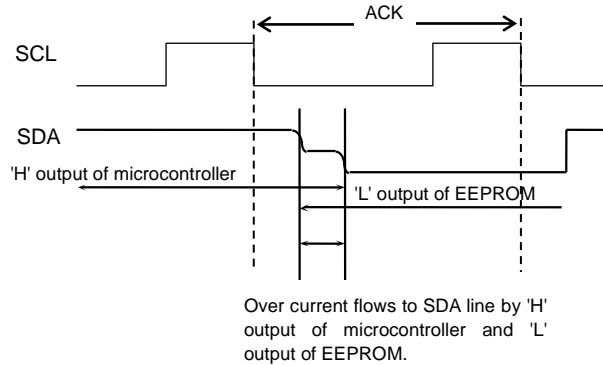 ACK
SCL
SDA
'H' output of microcontroller
'L' output of EEPROM
Over current flows to SDA line by 'H'
output of microcontroller and 'L'
output of EEPROM.